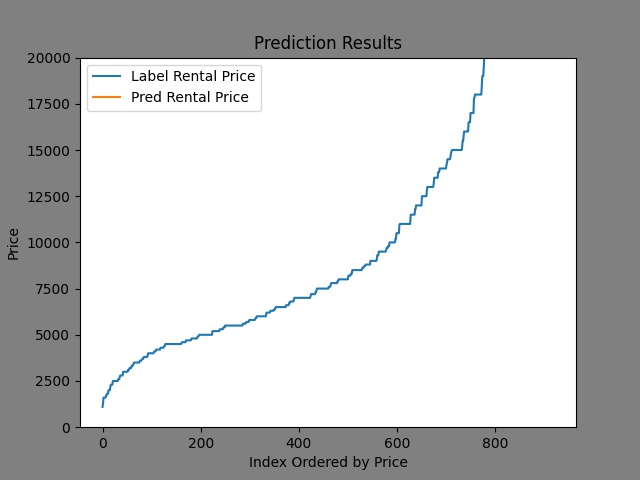 Prediction Results
Label Rental Price
Pred Rental Price
20000
17500
15000
12500
10000
7500
5000
2500
0
Price
0 200 400 600 800
Index Ordered by Price